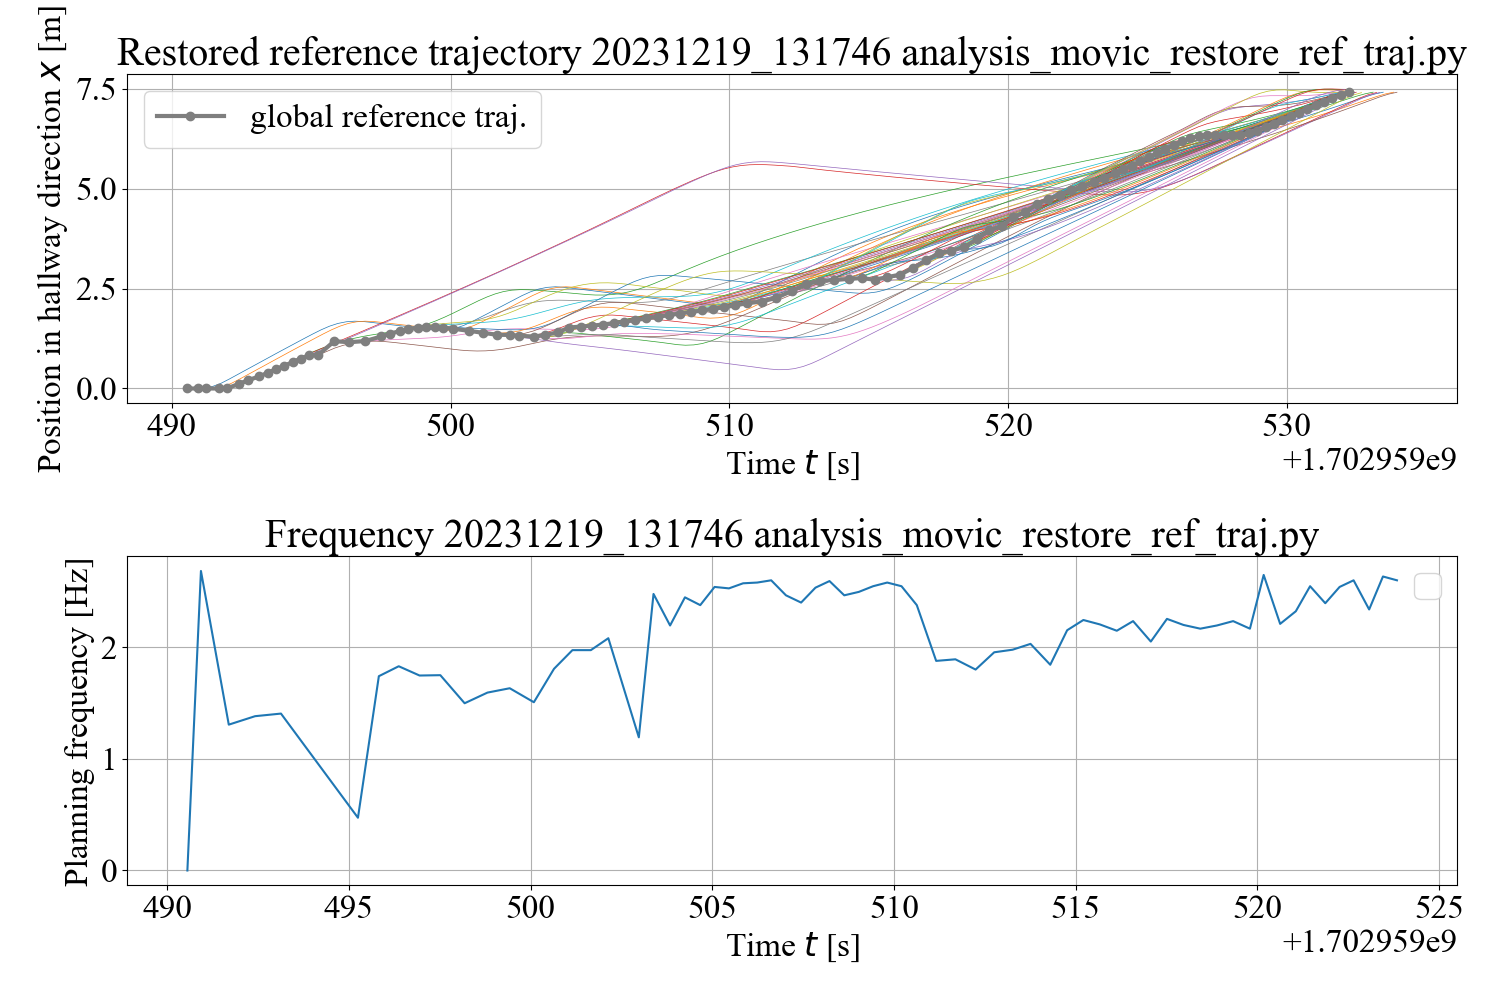 Restored reference trajectory 20231219_131746 analysis_movic_restore_ref_traj.py
Position in hallway direction x [m]
7.5
5.0
2.5
0.0
global reference traj.
490 500 510 520 530
Time t [s]
+1.702959e9
Frequency 20231219_131746 analysis_movic_restore_ref_traj.py
Planning frequency [Hz]
2
1
0
490 495 500 505 510 515 520 525
Time t [s]
+1.702959e9